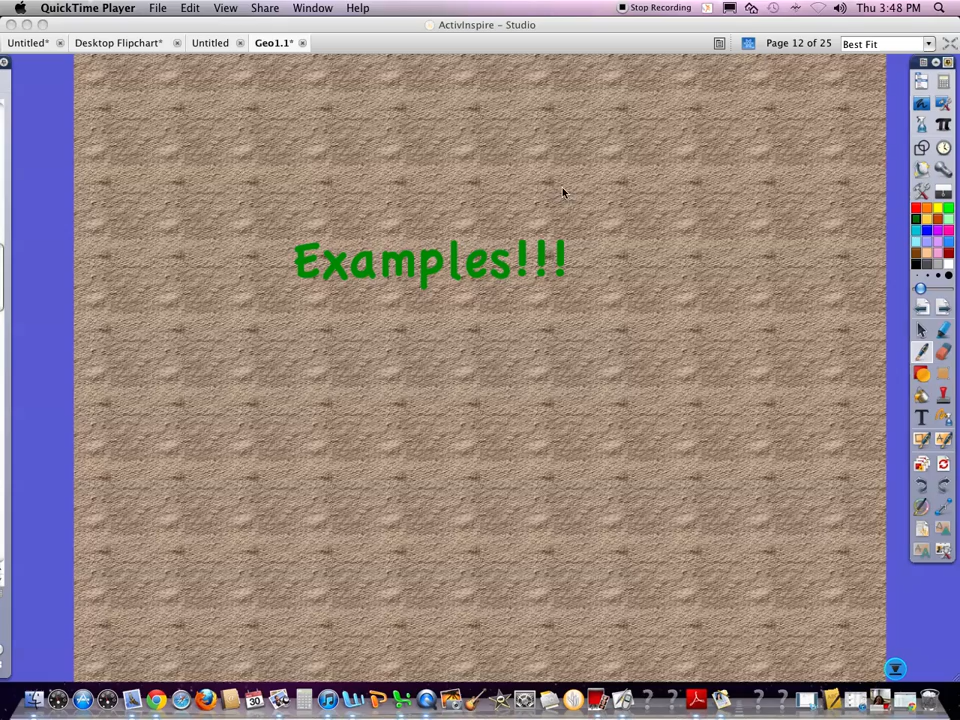 QuickTime Player File Edit View Share Window Help Stop Recording Thu 3:48 PM
ActivInspire - Studio
Untitled* Desktop Flipchart* Untitled Geo1.1* Page 12 of 25 Best Fit
Examples!!!